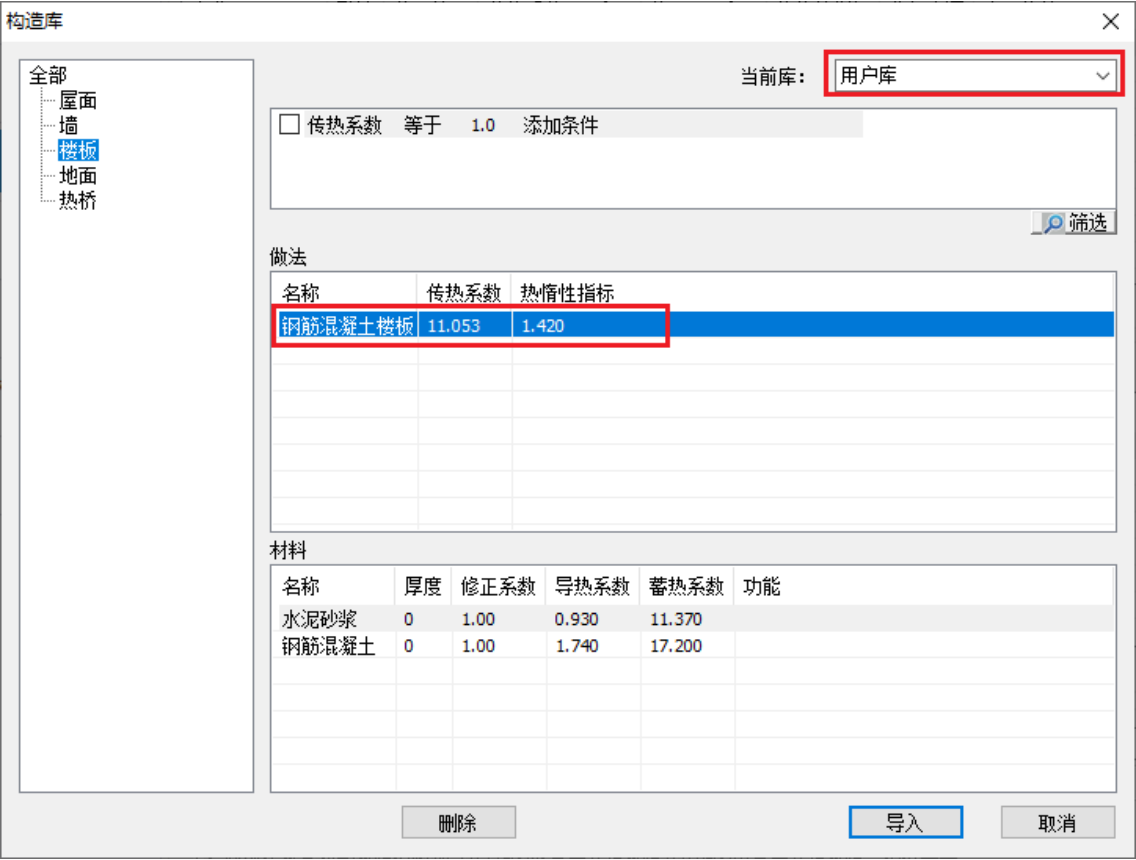 构造库
全部
屋面
墙
楼板
地面
热桥
当前库: 用户库
传热系数 等于 1.0 添加条件
筛选
做法
名称 传热系数 热惰性指标
钢筋混凝土楼板 11.053 1.420
材料
名称 厚度 修正系数 导热系数 蓄热系数 功能
水泥砂浆 0 1.00 0.930 11.370
钢筋混凝土 0 1.00 1.740 17.200
删除 导入 取消